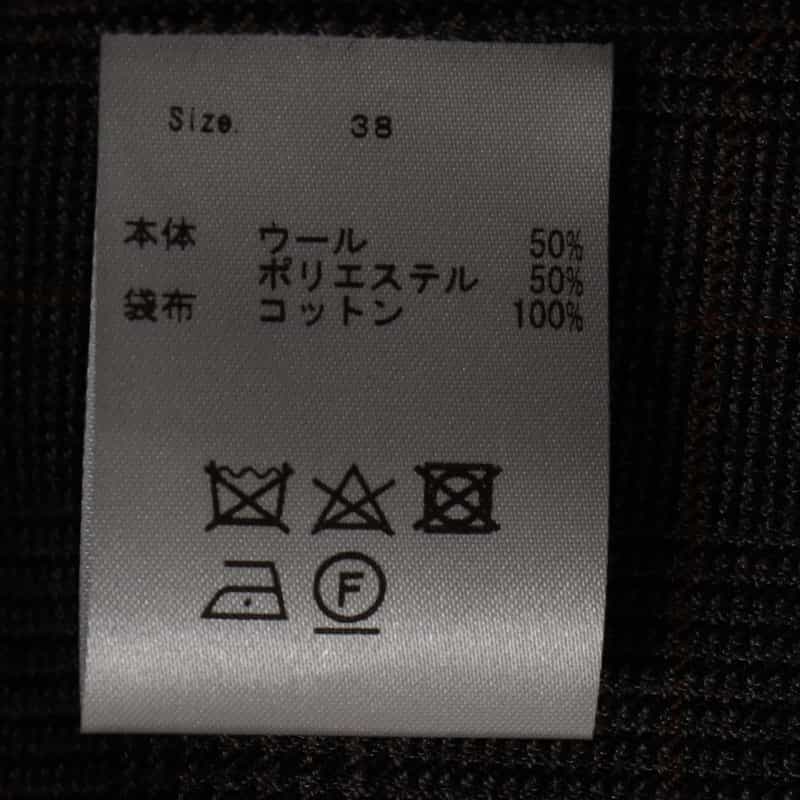 Size. 38
本体 ウール 50%
ポリエステル 50%
袋布 コットン 100%
F